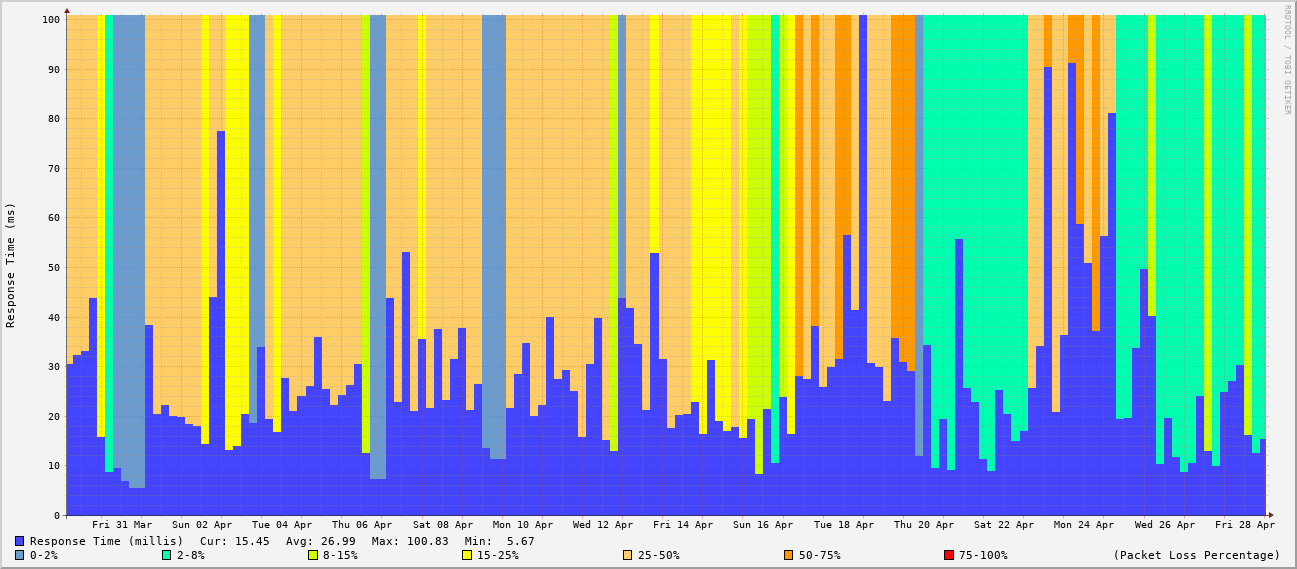 RRDTOOL / TOBI OETIKER
Response Time (ms)
100
90
80
70
60
50
40
30
20
10
0
Fri 31 Mar Sun 02 Apr Tue 04 Apr Thu 06 Apr Sat 08 Apr Mon 10 Apr Wed 12 Apr Fri 14 Apr Sun 16 Apr Tue 18 Apr Thu 20 Apr Sat 22 Apr Mon 24 Apr Wed 26 Apr Fri 28 Apr
Response Time (millis) Cur: 15.45 Avg: 26.99 Max: 100.83 Min: 5.67
0-2% 2-8% 8-15% 15-25% 25-50% 50-75% 75-100% (Packet Loss Percentage)